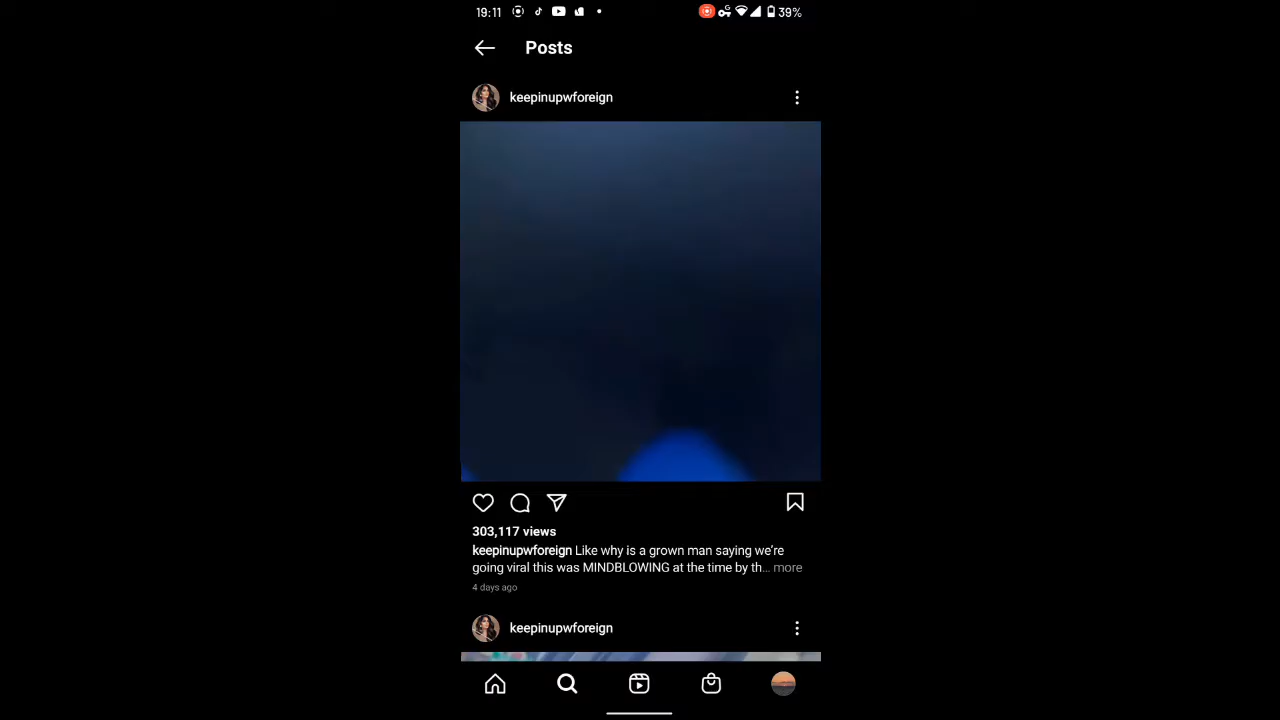 19:11
39%
Posts
keepinupwforeign
303,117 views
keepinupwforeign Like why is a grown man saying we're
going viral this was MINDBLOWING at the time by th... more
4 days ago
keepinupwforeign